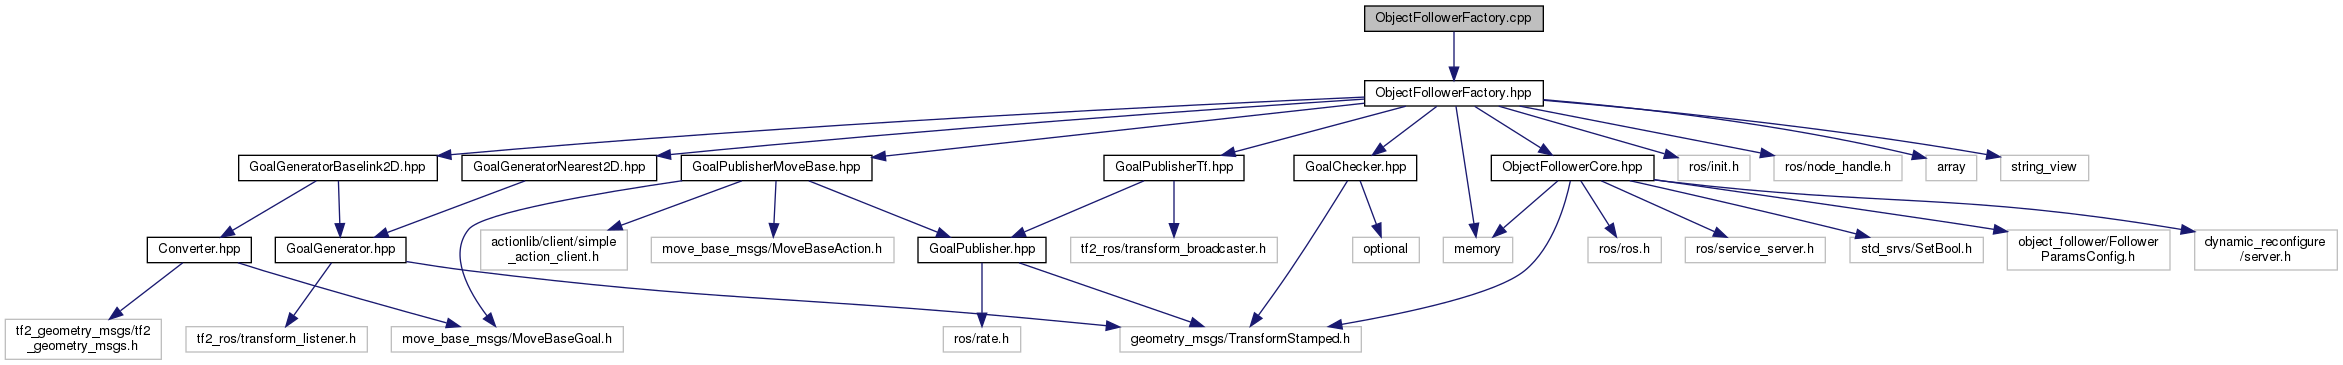 ObjectFollowerFactory.cpp
ObjectFollowerFactory.hpp
GoalGeneratorBaselink2D.hpp
GoalGeneratorNearest2D.hpp
GoalPublisherMoveBase.hpp
GoalPublisherTf.hpp
GoalChecker.hpp
ObjectFollowerCore.hpp
ros/init.h
ros/node_handle.h
array
string_view
Converter.hpp
GoalGenerator.hpp
actionlib/client/simple
_action_client.h
move_base_msgs/MoveBaseAction.h
GoalPublisher.hpp
tf2_ros/transform_broadcaster.h
optional
memory
ros/ros.h
ros/service_server.h
std_srvs/SetBool.h
object_follower/Follower
ParamsConfig.h
dynamic_reconfigure
/server.h
tf2_geometry_msgs/tf2
_geometry_msgs.h
tf2_ros/transform_listener.h
move_base_msgs/MoveBaseGoal.h
ros/rate.h
geometry_msgs/TransformStamped.h